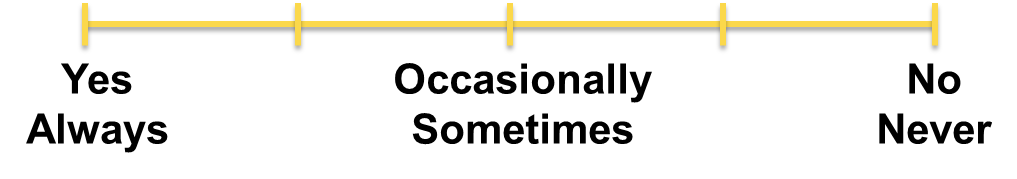 Yes Occasionally No
Always Sometimes Never